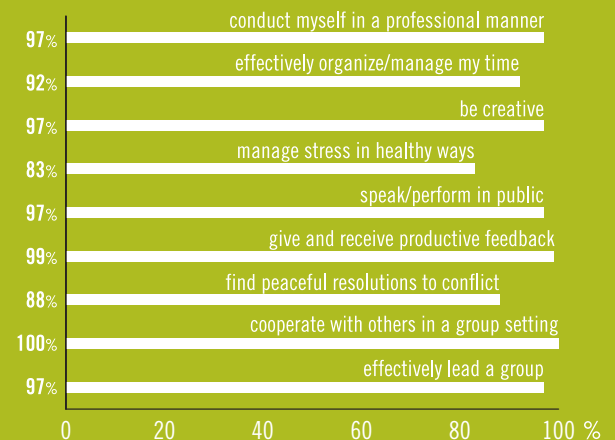 conduct myself in a professional manner
97%
effectively organize/manage my time
92%
be creative
97%
manage stress in healthy ways
83%
speak/perform in public
97%
give and receive productive feedback
99%
find peaceful resolutions to conflict
88%
cooperate with others in a group setting
100%
effectively lead a group
97%
0 20 40 60 80 100 %